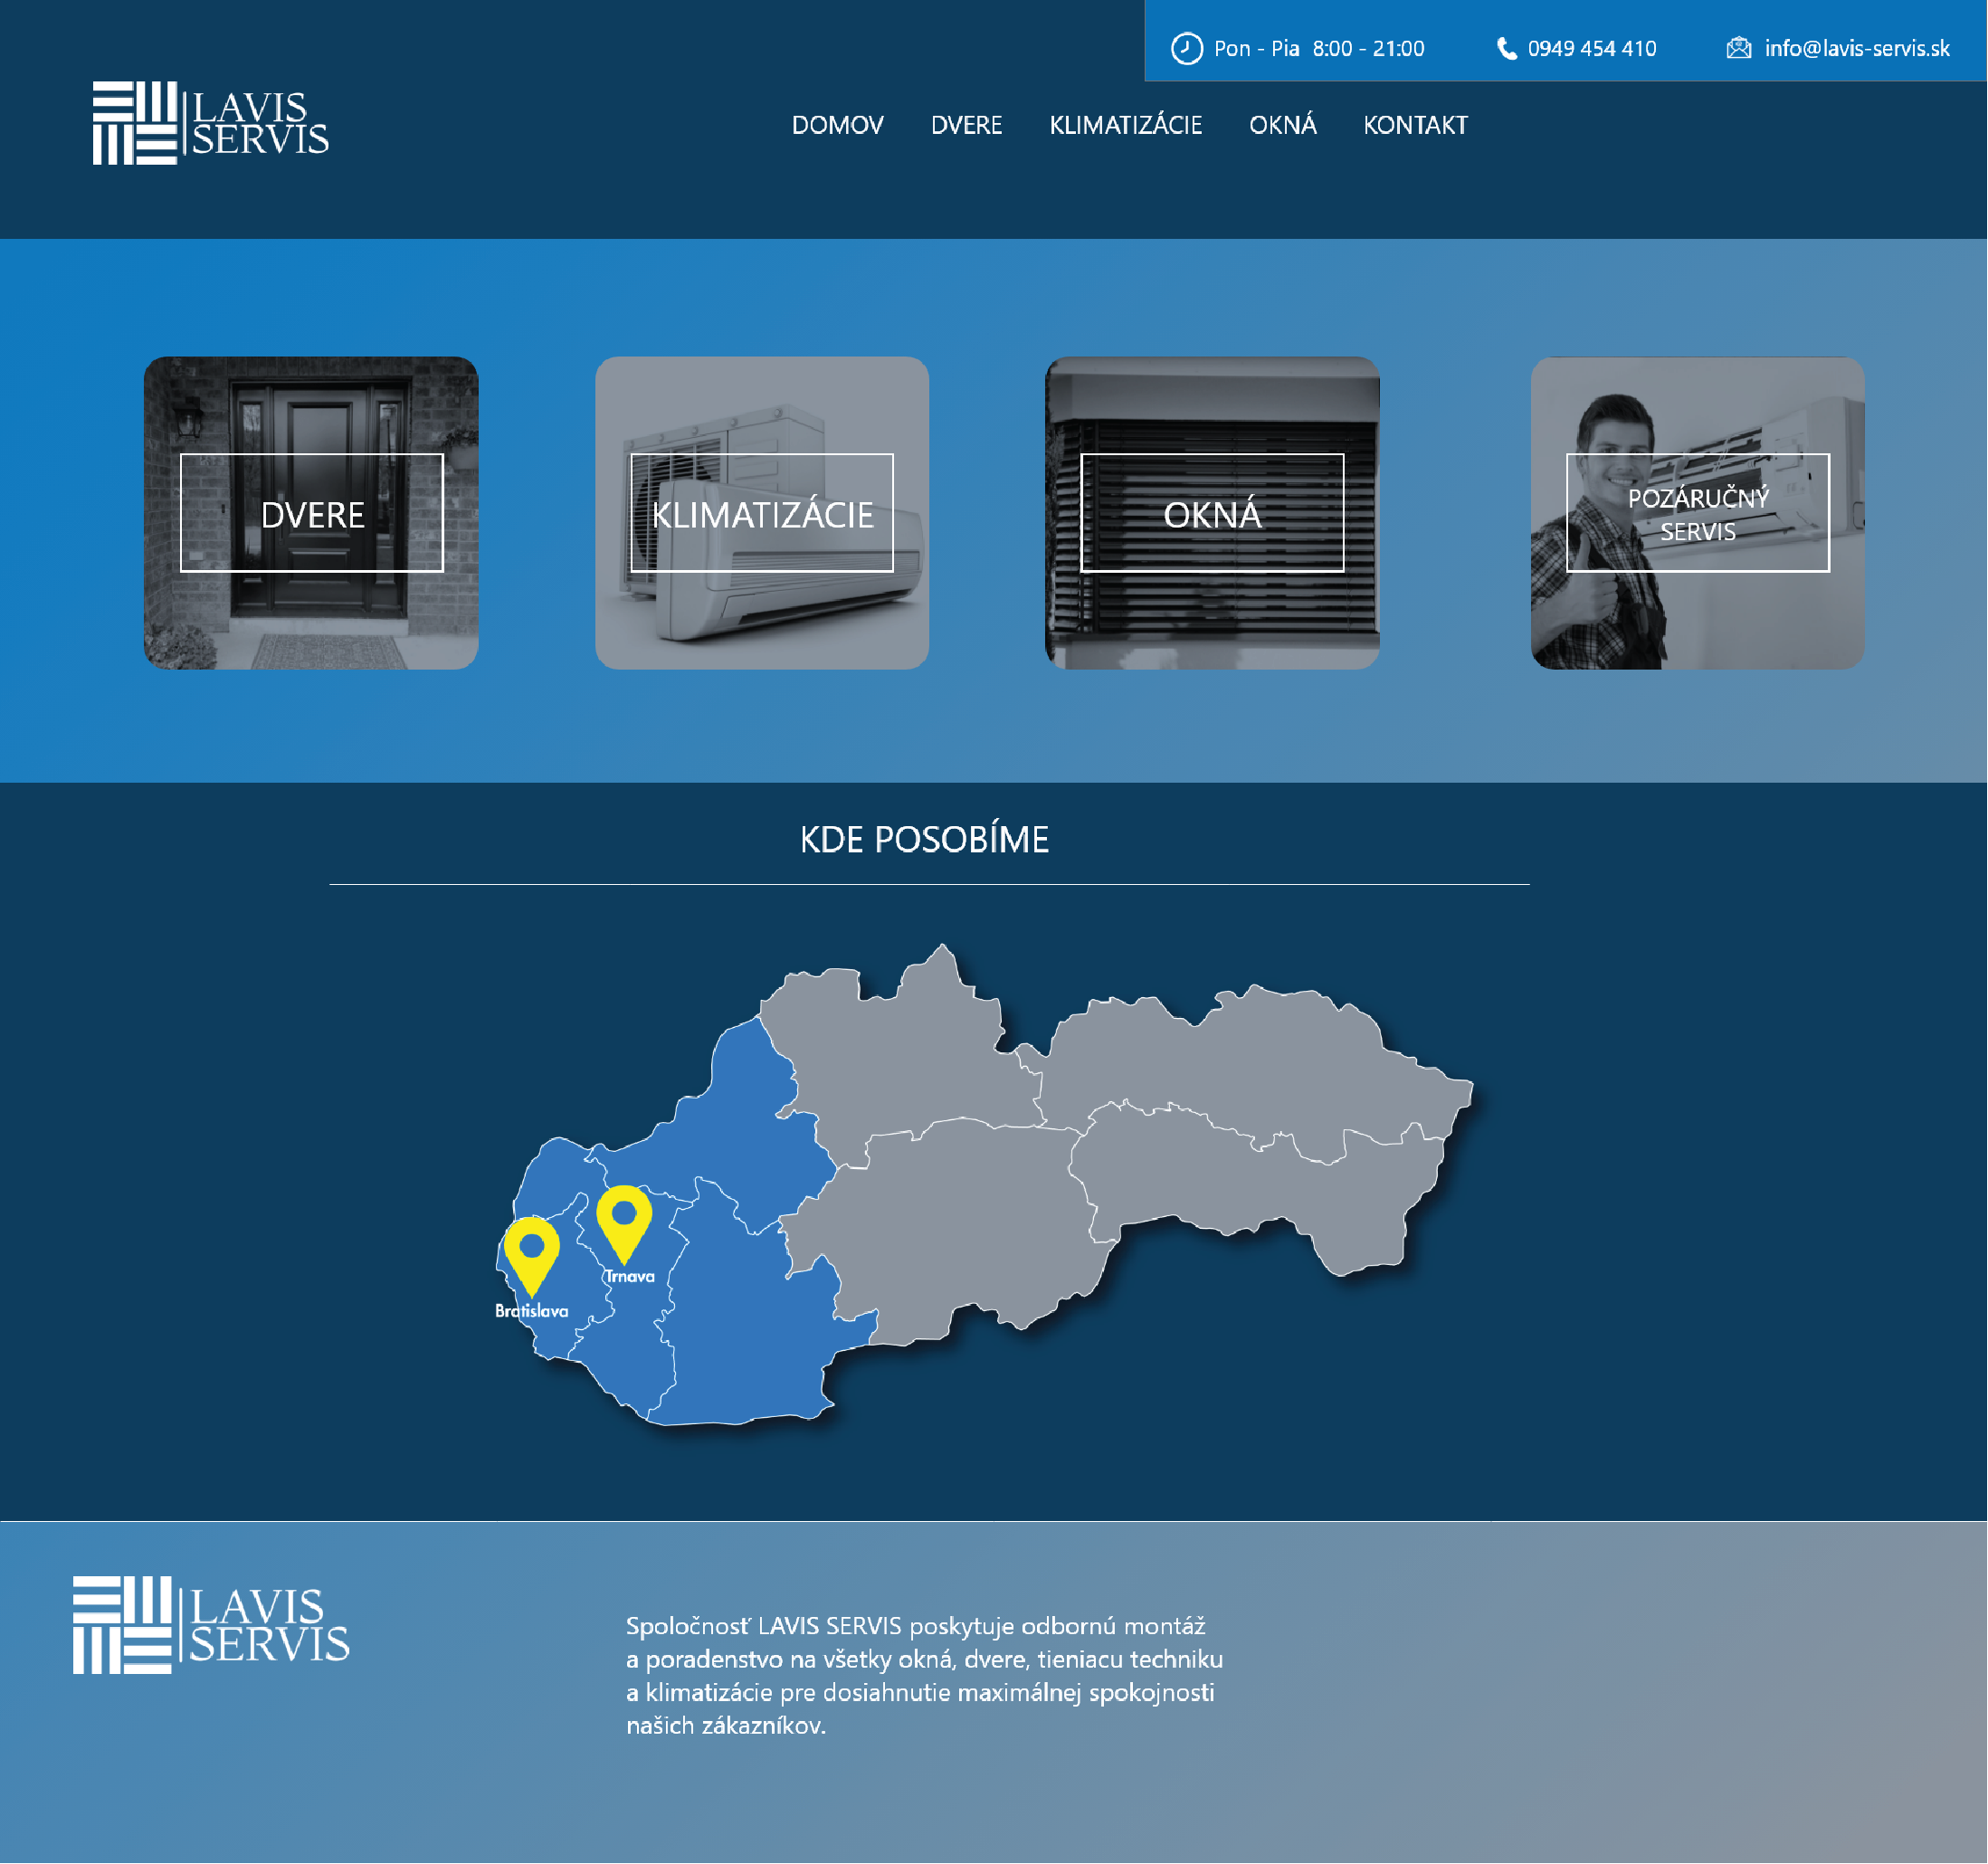 Pon - Pia 8:00 - 21:00
0949 454 410
info@lavis-servis.sk
LAVIS
SERVIS
DOMOV
DVERE
KLIMATIZÁCIE
OKNÁ
KONTAKT
DVERE
KLIMATIZÁCIE
OKNÁ
POZÁRUČNÝ
SERVIS
KDE POSOBÍME
Trnava
Bratislava
LAVIS
SERVIS
Spoločnosť LAVIS SERVIS poskytuje odbornú montáž
a poradenstvo na všetky okná, dvere, tieniacu techniku
a klimatizácie pre dosiahnutie maximálnej spokojnosti
našich zákazníkov.